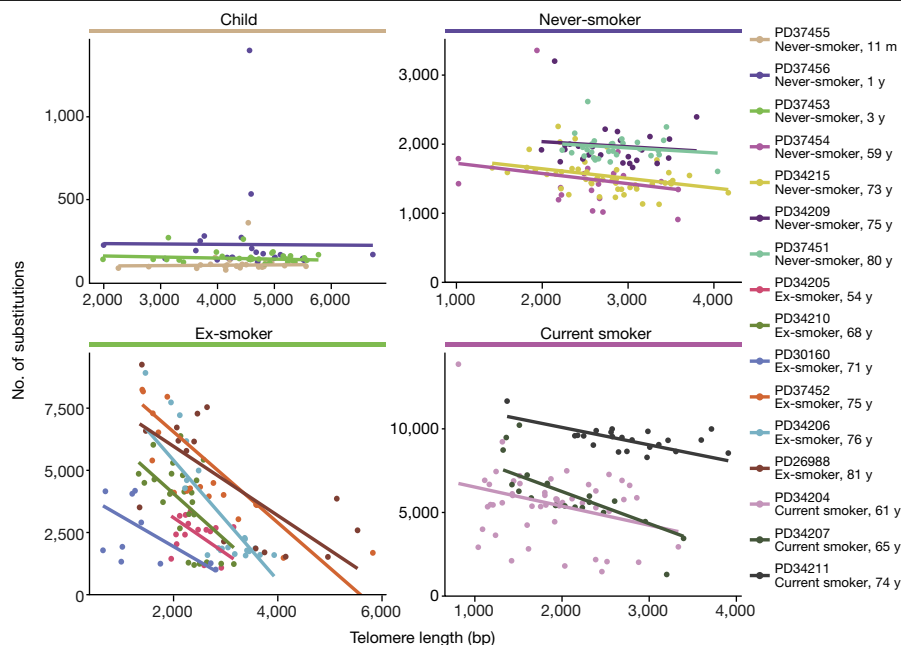 Child
Never-smoker
1,000
500
0
2,000 3,000 4,000 5,000 6,000
3,000
2,000
1,000
0
1,000 2,000 3,000 4,000
No. of substitutions
Ex-smoker
Current smoker
7,500
5,000
2,500
0
2,000 4,000 6,000
10,000
5,000
0
1,000 2,000 3,000 4,000
Telomere length (bp)
PD37455
Never-smoker, 11 m
PD37456
Never-smoker, 1 y
PD37453
Never-smoker, 3 y
PD37454
Never-smoker, 59 y
PD34215
Never-smoker, 73 y
PD34209
Never-smoker, 75 y
PD37451
Never-smoker, 80 y
PD34205
Ex-smoker, 54 y
PD34210
Ex-smoker, 68 y
PD30160
Ex-smoker, 71 y
PD37452
Ex-smoker, 75 y
PD34206
Ex-smoker, 76 y
PD26988
Ex-smoker, 81 y
PD34204
Current smoker, 61 y
PD34207
Current smoker, 65 y
PD34211
Current smoker, 74 y